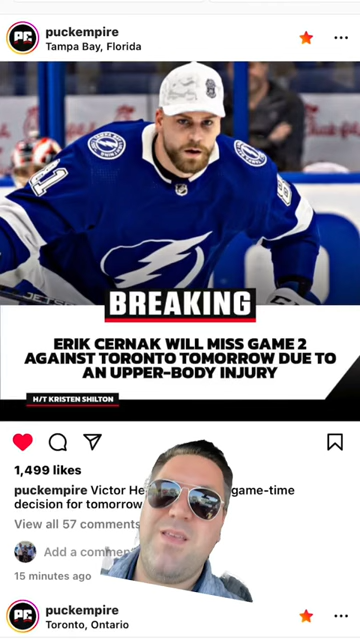 puckempire
Tampa Bay, Florida
81
BREAKING
ERIK CERNAK WILL MISS GAME 2
AGAINST TORONTO TOMORROW DUE TO
AN UPPER-BODY INJURY
H/T KRISTEN SHILTON
1,499 likes
puckempire Victor game-time
decision for tomorrow
View all 57 comments
Add a
15 minutes ago
puckempire
Toronto, Ontario